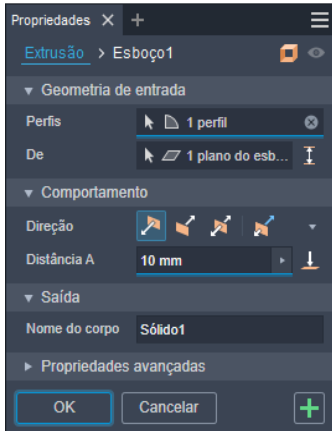 Propriedades
Extrusão > Esboço1
Geometria de entrada
Perfis 1 perfil
De 1 plano do esb...
Comportamento
Direção
Distância A 10 mm
Saída
Nome do corpo Sólido1
Propriedades avançadas
OK Cancelar